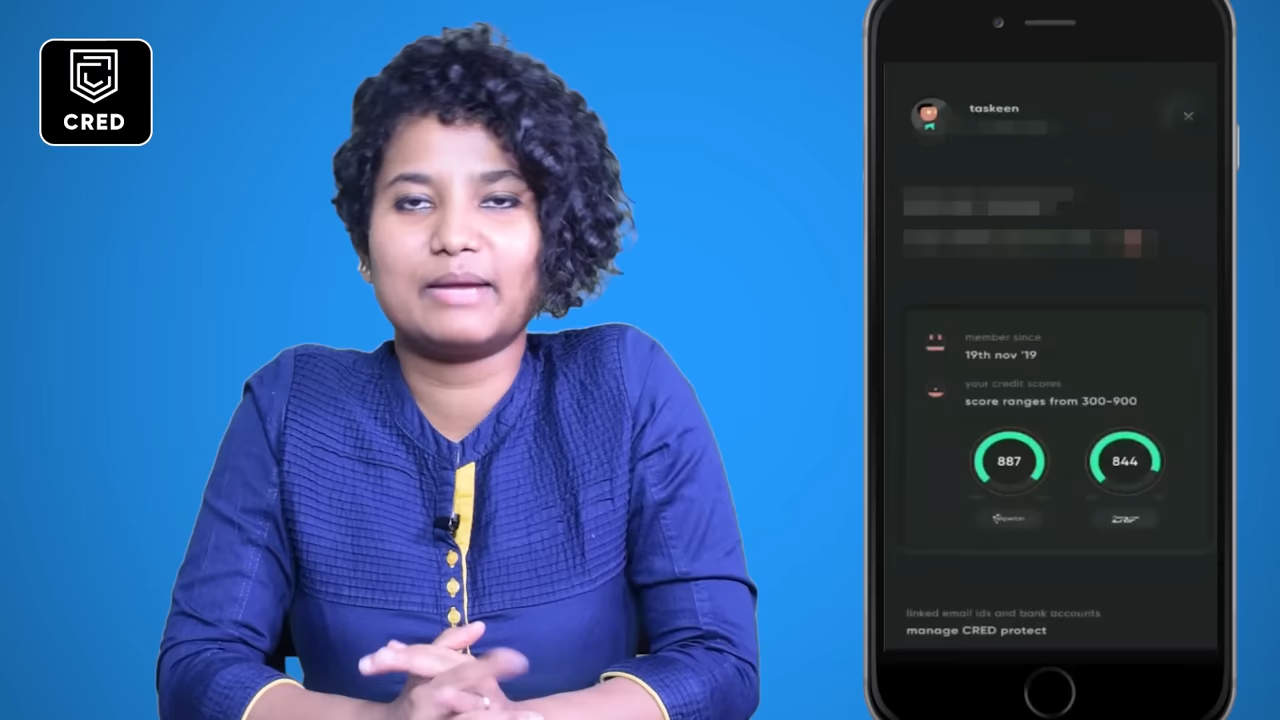 CRED
taskeen
member since
19th nov '19
your credit scores
score ranges from 300-900
887
844
experian
linked email ids and bank accounts
manage CRED protect